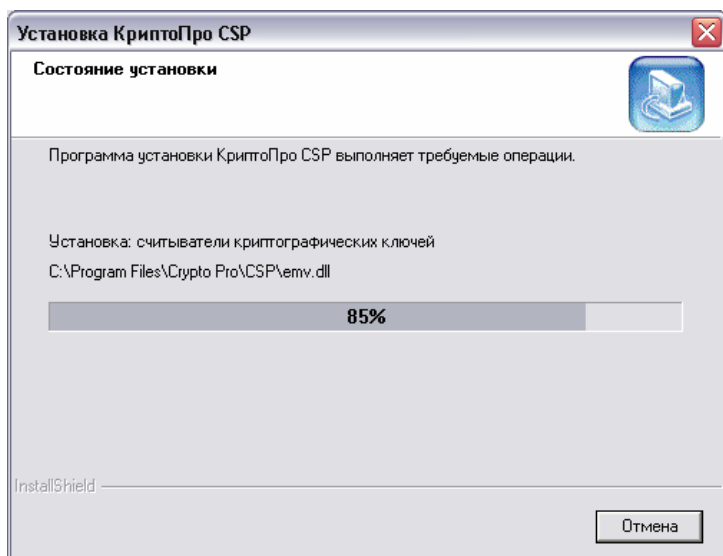 Установка КриптоПро CSP
Состояние установки
Программа установки КриптоПро CSP выполняет требуемые операции.
Установка: считыватели криптографических ключей
C:\Program Files\Crypto Pro\CSP\emv.dll
85%
InstallShield
Отмена